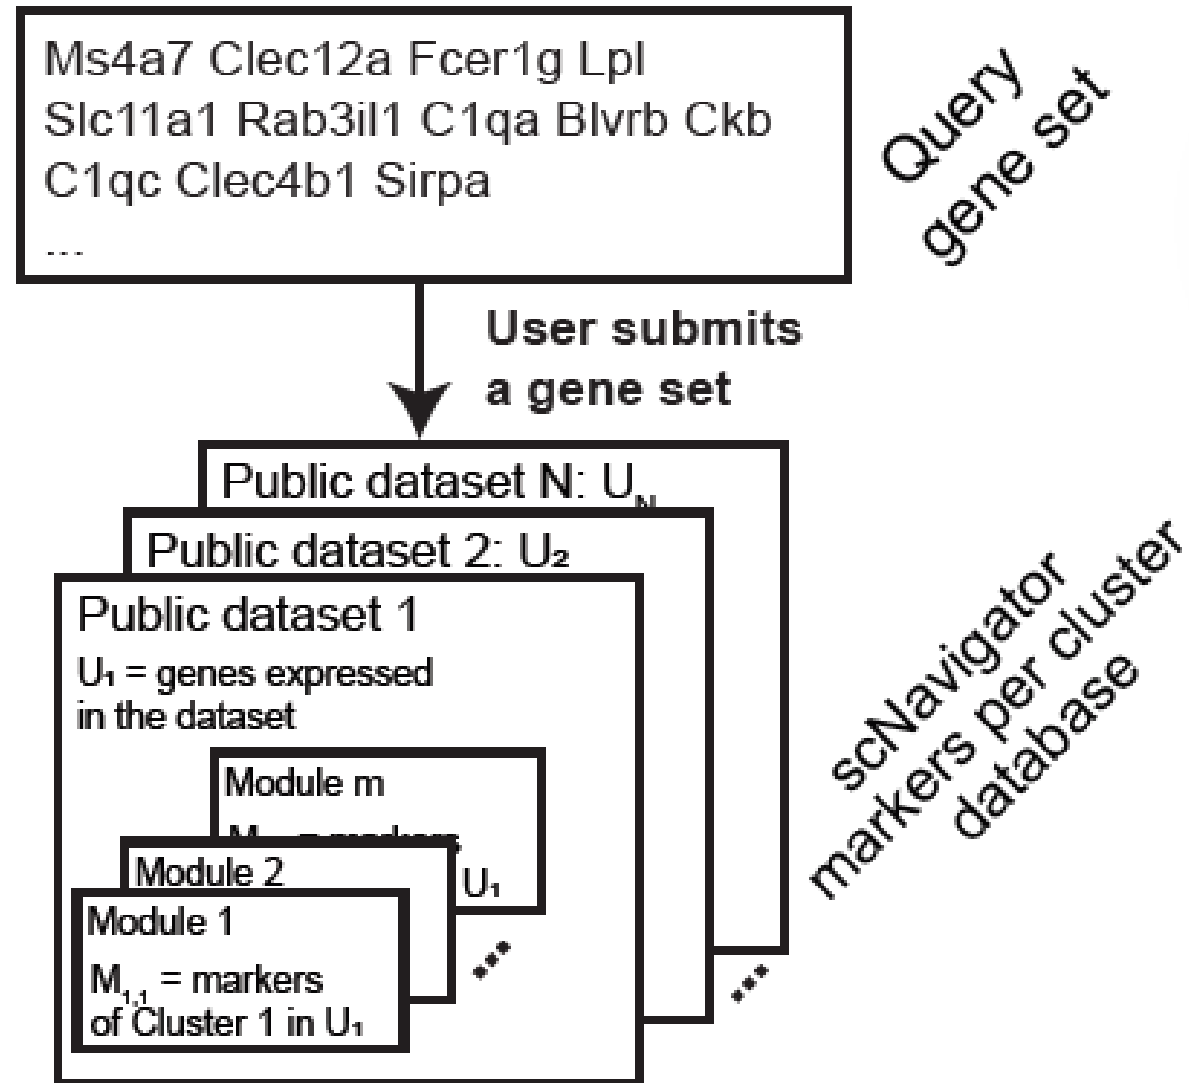 Ms4a7 Clec12a Fcer1g Lpl
Slc11a1 Rab3il1 C1qa Blvrb Ckb
C1qc Clec4b1 Sirpa
...
Query
gene set
User submits
a gene set
Public dataset N: U_N
Public dataset 2: U₂
Public dataset 1
U₁ = genes expressed
in the dataset
Module m
U₁
Module 2
Module 1
M₁,₁ = markers
of Cluster 1 in U₁
...
...
scNavigator
markers per cluster
database